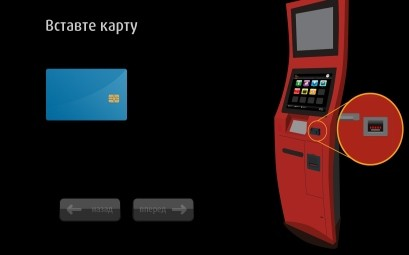 Вставте карту
назад
вперед